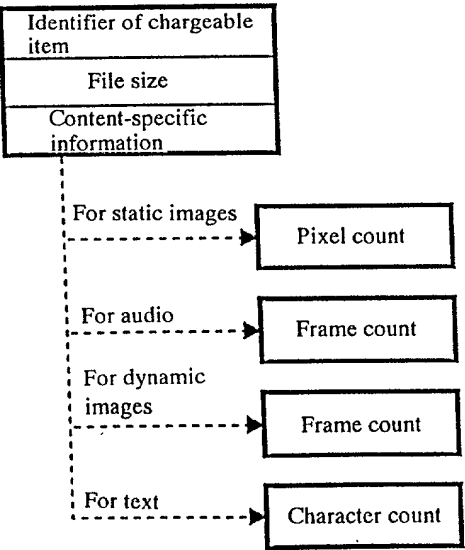 Identifier of chargeable
item
File size
Content-specific
information
For static images
Pixel count
For audio
Frame count
For dynamic
images
Frame count
For text
Character count